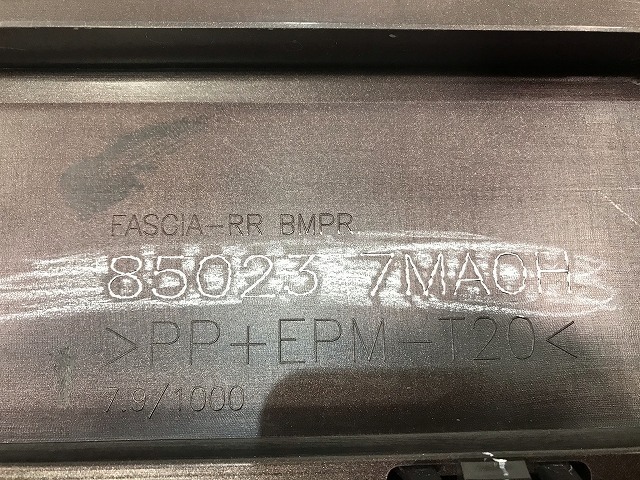 FASCIA-RR BMPR
85023 7MA0H
>PP+EPM-T20<
7.9/1000